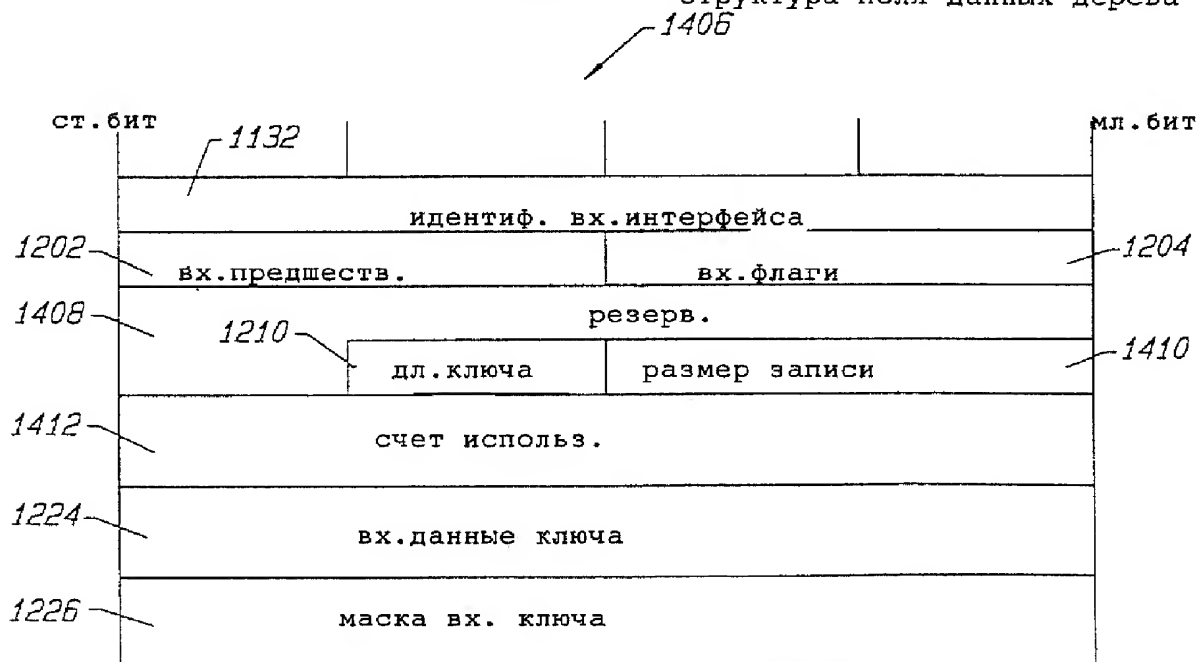 структура поля данных дерева
1406
ст.бит
мл.бит
1132
идентиф. вх.интерфейса
1202
вх.предшеств.
вх.флаги
1204
1408
резерв.
1210
дл.ключа
размер записи
1410
1412
счет использ.
1224
вх.данные ключа
1226
маска вх. ключа